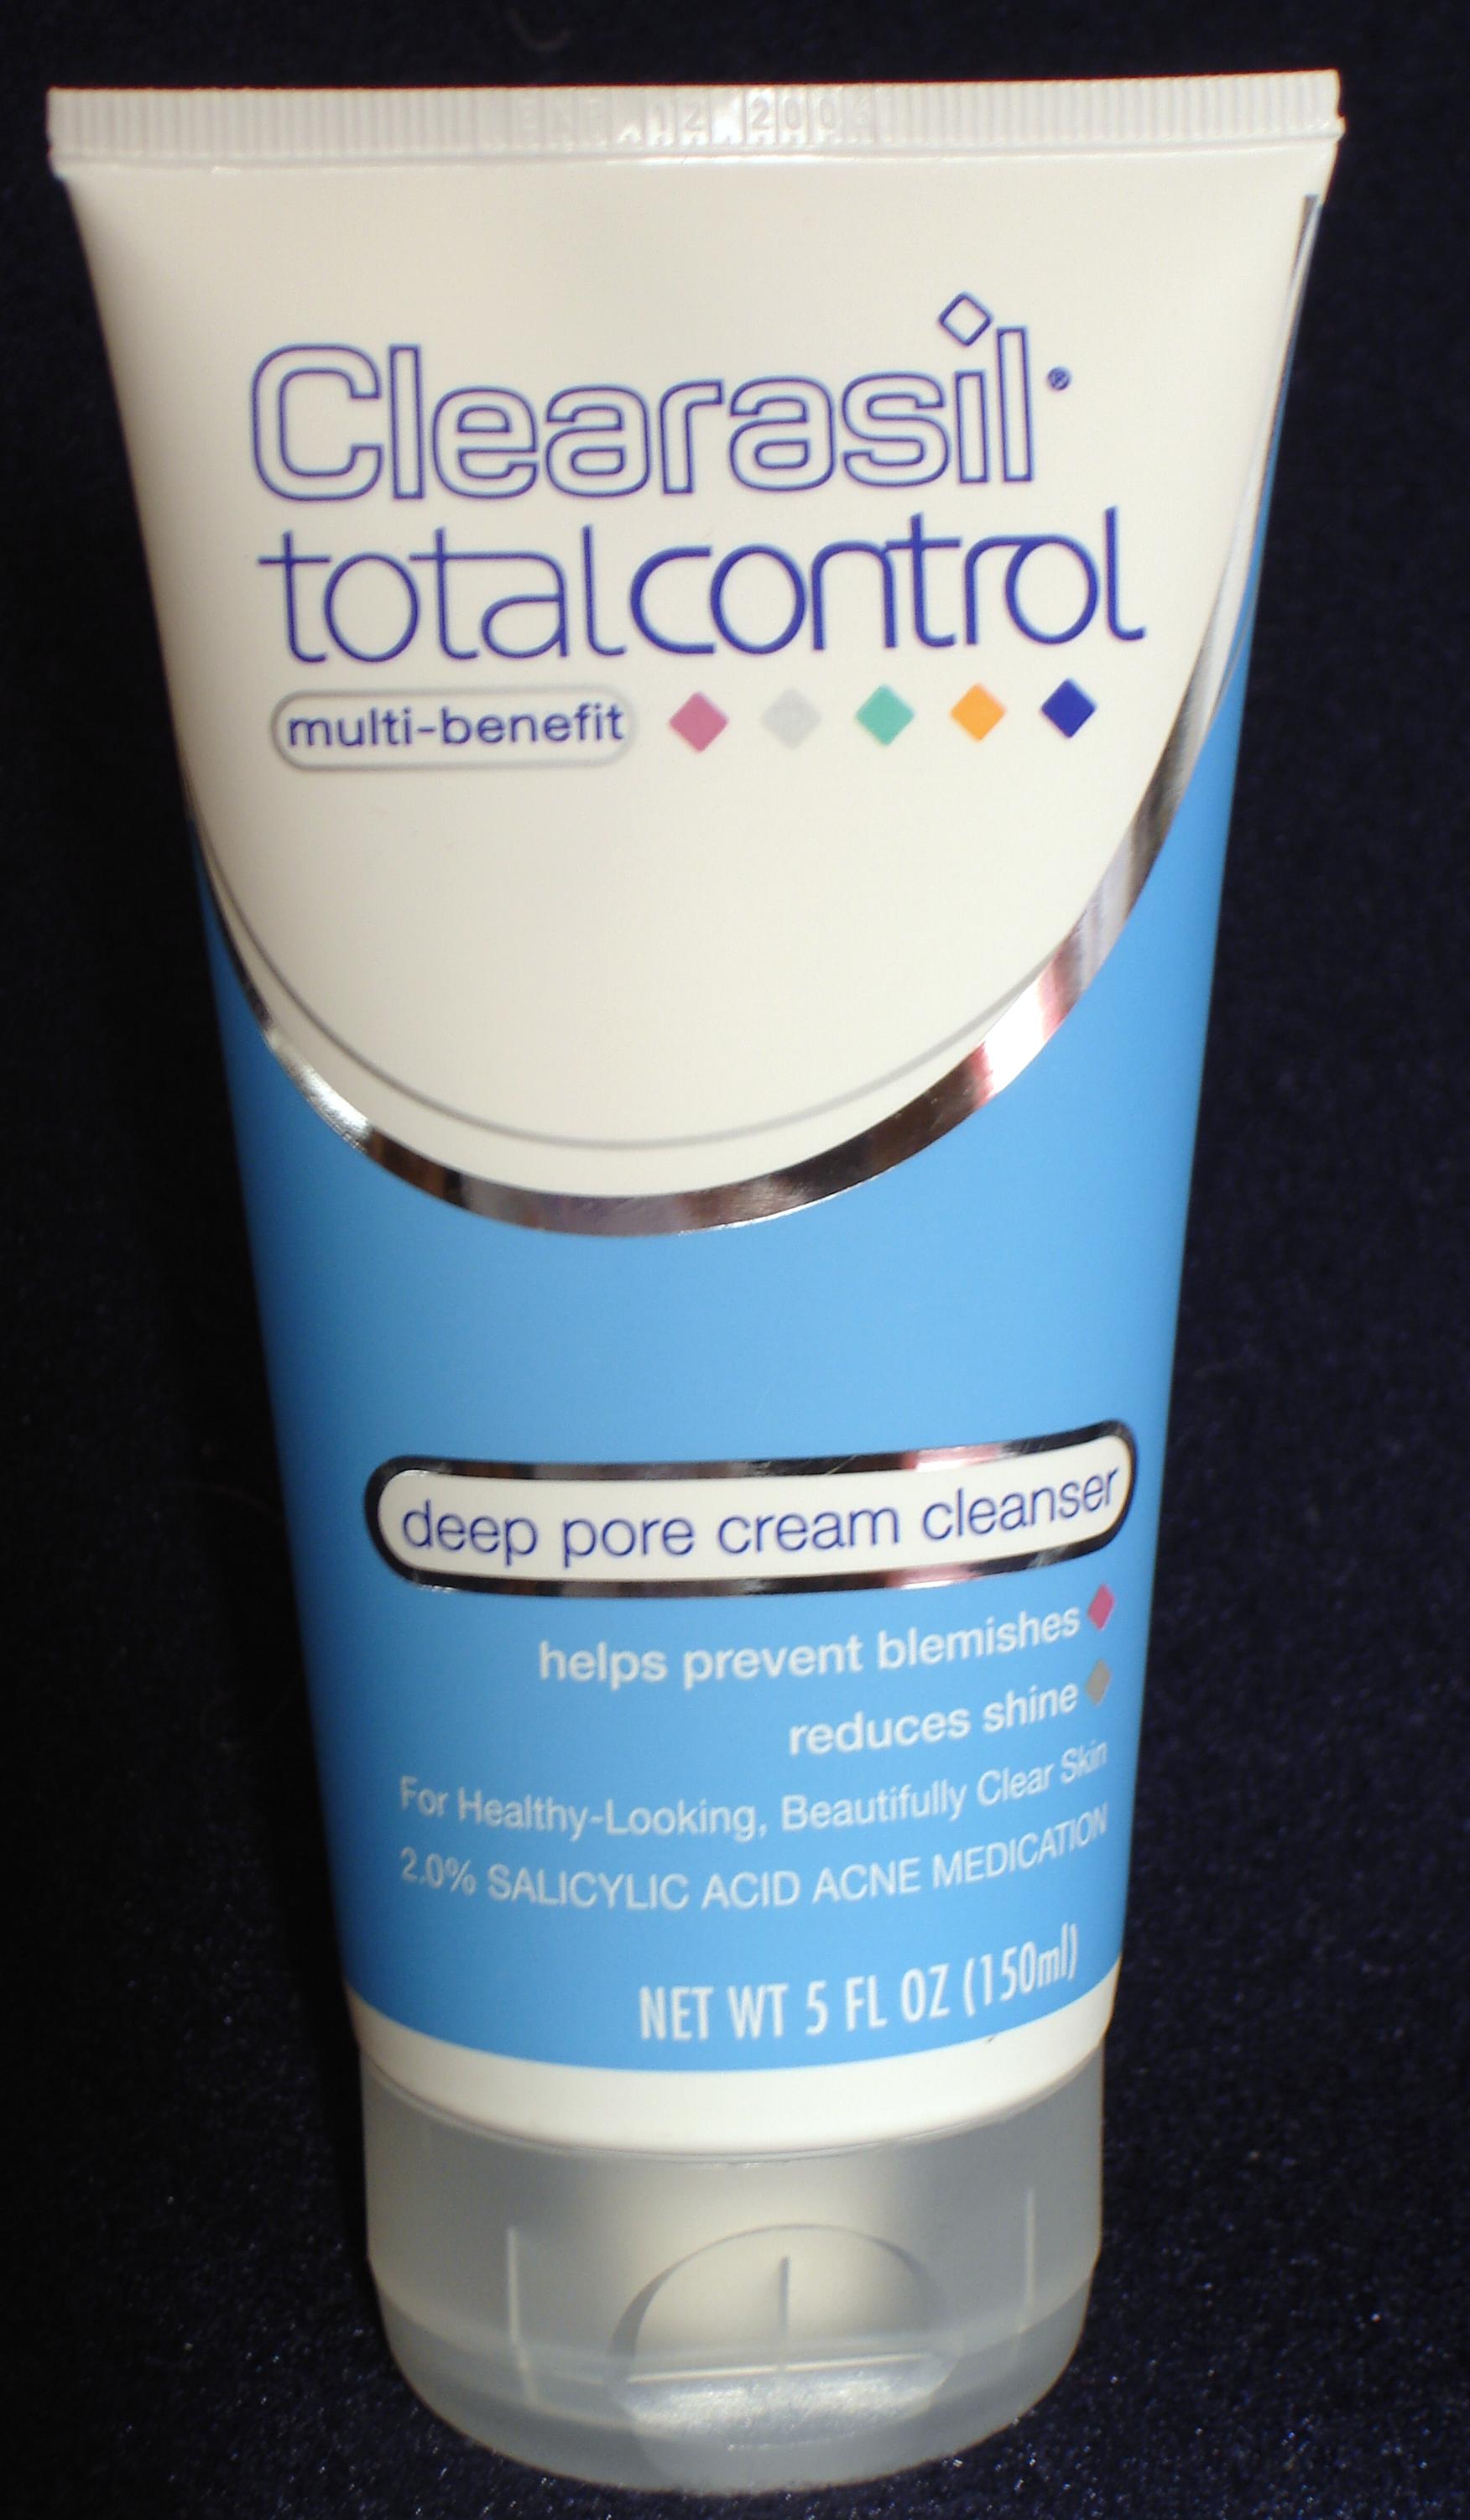 Clearasil®
totalcontrol
multi-benefit
deep pore cream cleanser
helps prevent blemishes
reduces shine
For Healthy-Looking, Beautifully Clear Skin
2.0% SALICYLIC ACID ACNE MEDICATION
NET WT 5 FL OZ (150ml)